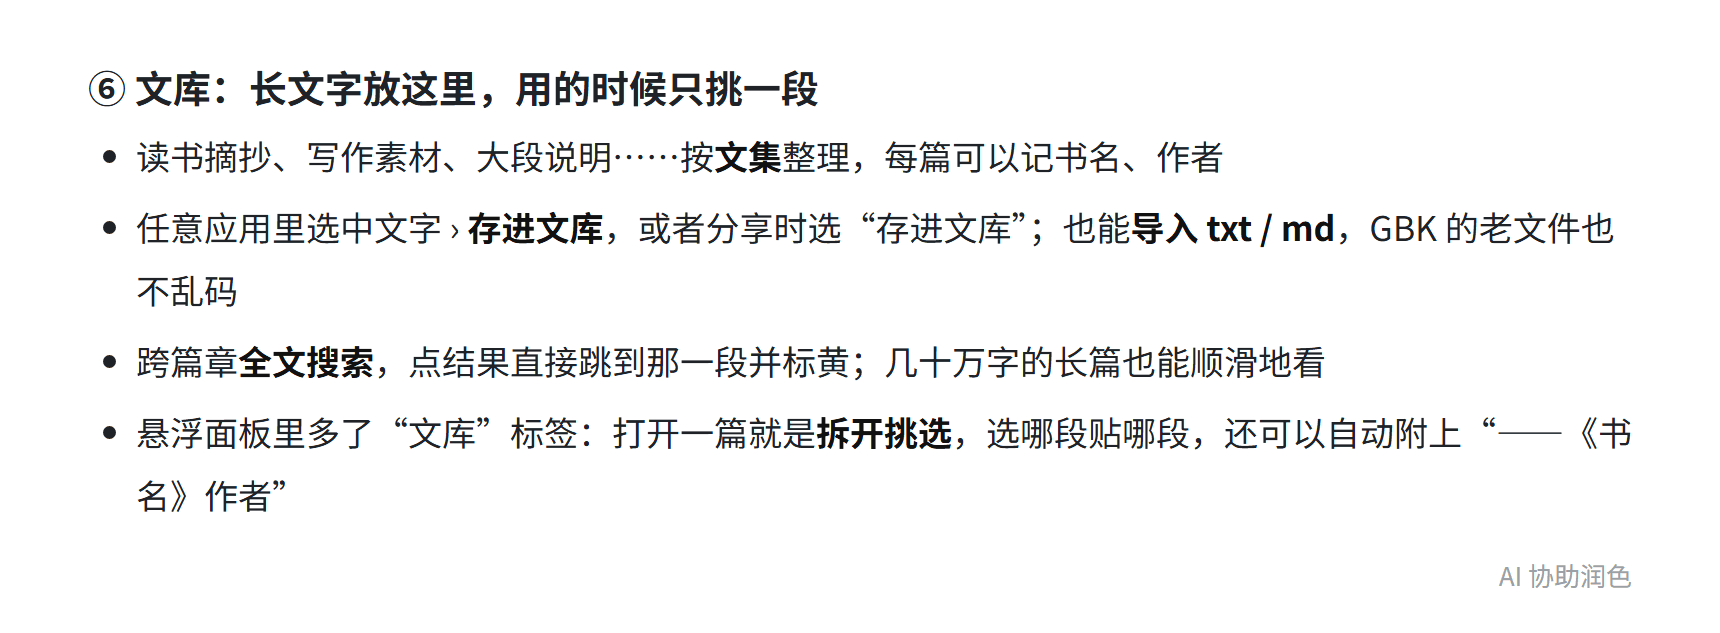 ⑥ 文库：长文字放这里，用的时候只挑一段
• 读书摘抄、写作素材、大段说明……按文集整理，每篇可以记书名、作者
• 任意应用里选中文字 › 存进文库，或者分享时选“存进文库”；也能导入 txt / md，GBK 的老文件也
不乱码
• 跨篇章全文搜索，点结果直接跳到那一段并标黄；几十万字的长篇也能顺滑地看
• 悬浮面板里多了“文库”标签：打开一篇就是拆开挑选，选哪段贴哪段，还可以自动附上“——《书
名》作者”
AI 协助润色